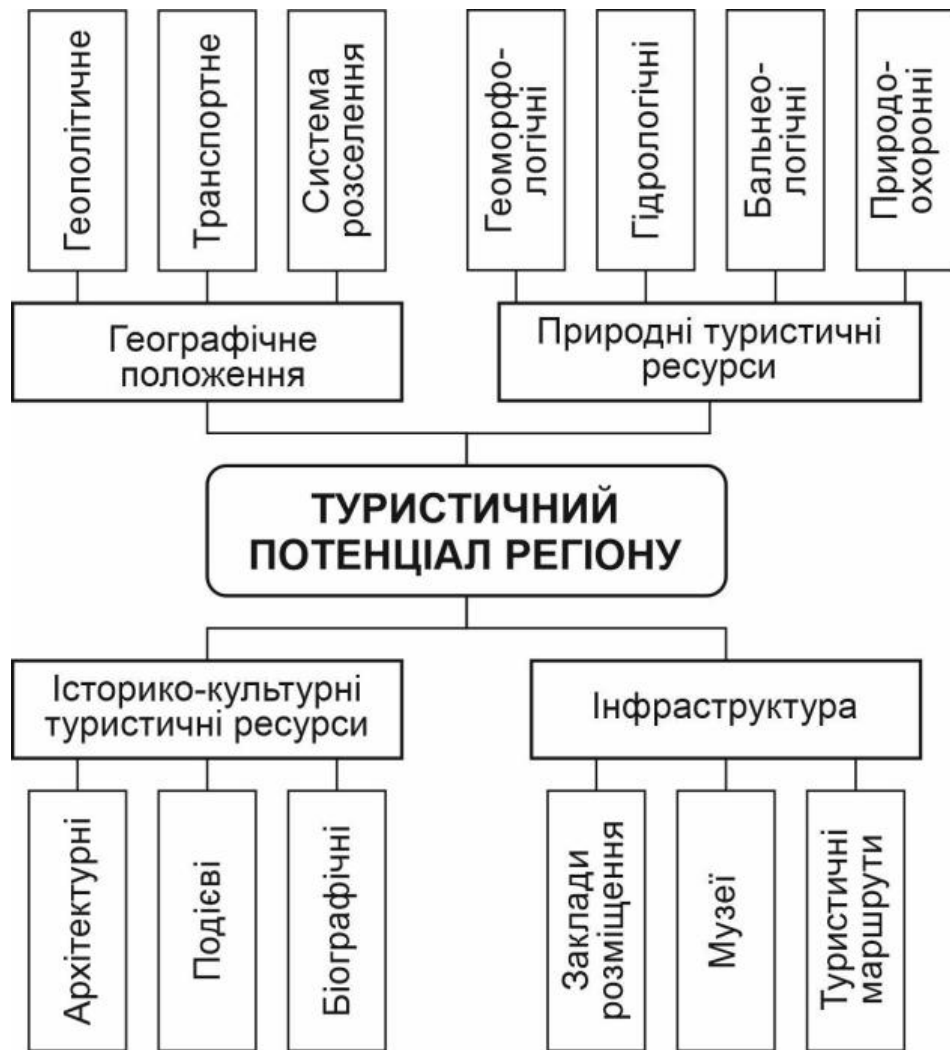 Геополітичне
Транспортне
Система
розселення
Геоморфо-
логічні
Гідрологічні
Бальнео-
логічні
Природо-
охоронні
Географічне
положення
Природні туристичні
ресурси
ТУРИСТИЧНИЙ
ПОТЕНЦІАЛ РЕГІОНУ
Історико-культурні
туристичні ресурси
Інфраструктура
Архітектурні
Подієві
Біографічні
Заклади
розміщення
Музеї
Туристичні
маршрути